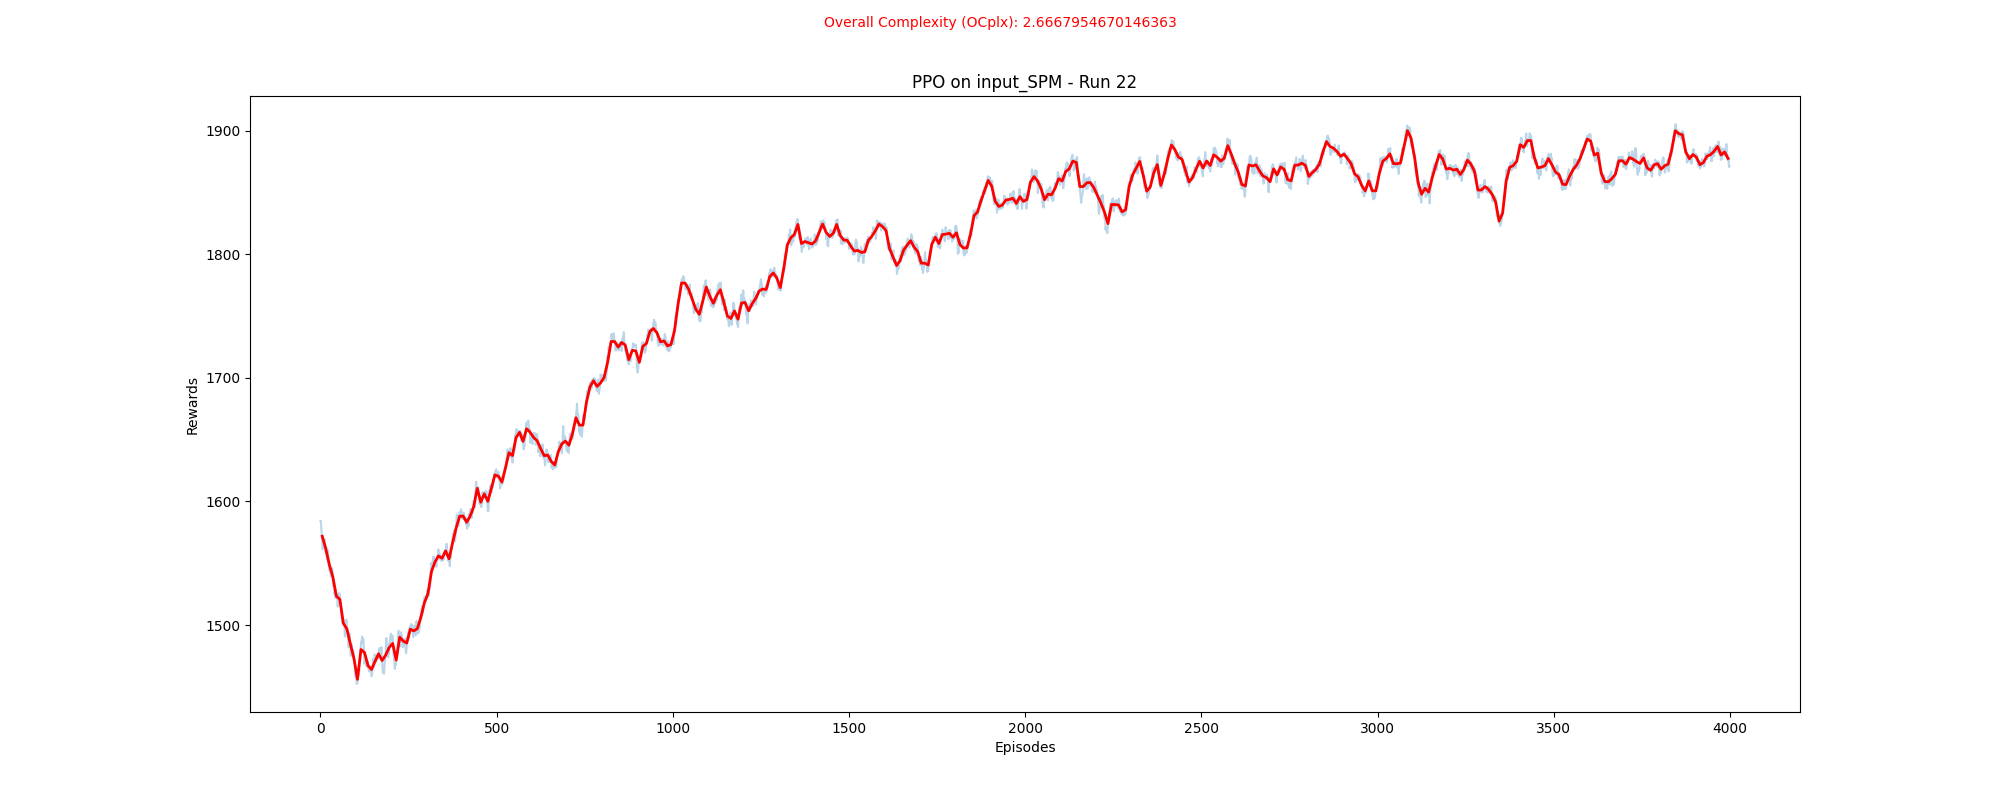 Overall Complexity (OCplx): 2.6667954670146363
PPO on input_SPM - Run 22
1900
1800
1700
1600
1500
Rewards
0 500 1000 1500 2000 2500 3000 3500 4000
Episodes